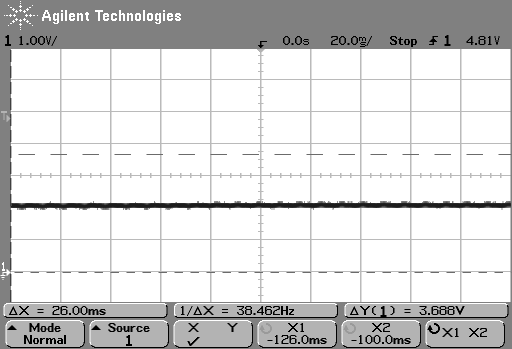 Agilent Technologies
1 1.00V/ 0.0s 20.0㎳/ Stop 1 4.81V
T
1
ΔX = 26.00ms 1/ΔX = 38.462Hz ΔY(1) = 3.688V
Mode Source X Y X1 X2 X1 X2
Normal 1 ✓ -126.0ms -100.0ms